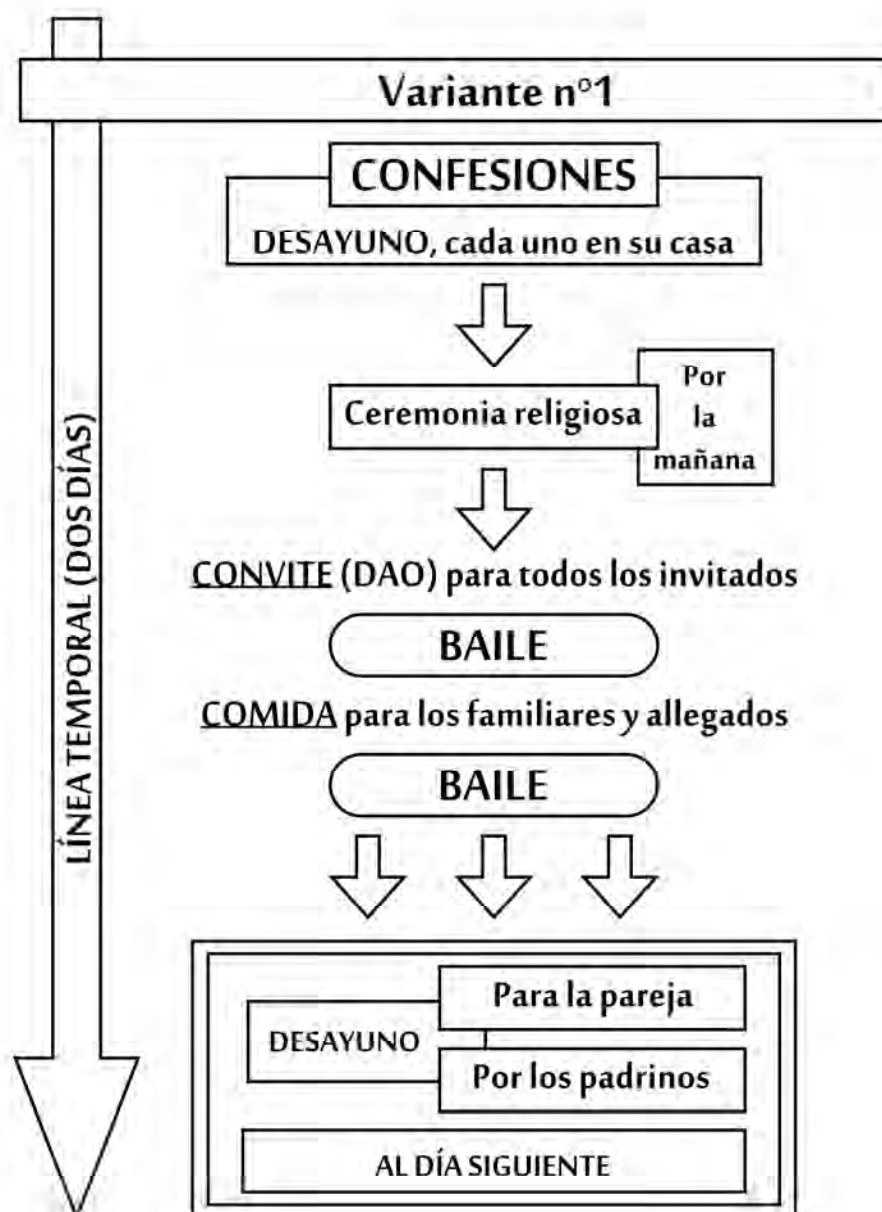 Variante nº1
CONFESIONES
DESAYUNO, cada uno en su casa
Ceremonia religiosa
Por
la
mañana
CONVITE (DAO) para todos los invitados
BAILE
COMIDA para los familiares y allegados
BAILE
LÍNEA TEMPORAL (DOS DÍAS)
Para la pareja
DESAYUNO
Por los padrinos
AL DÍA SIGUIENTE